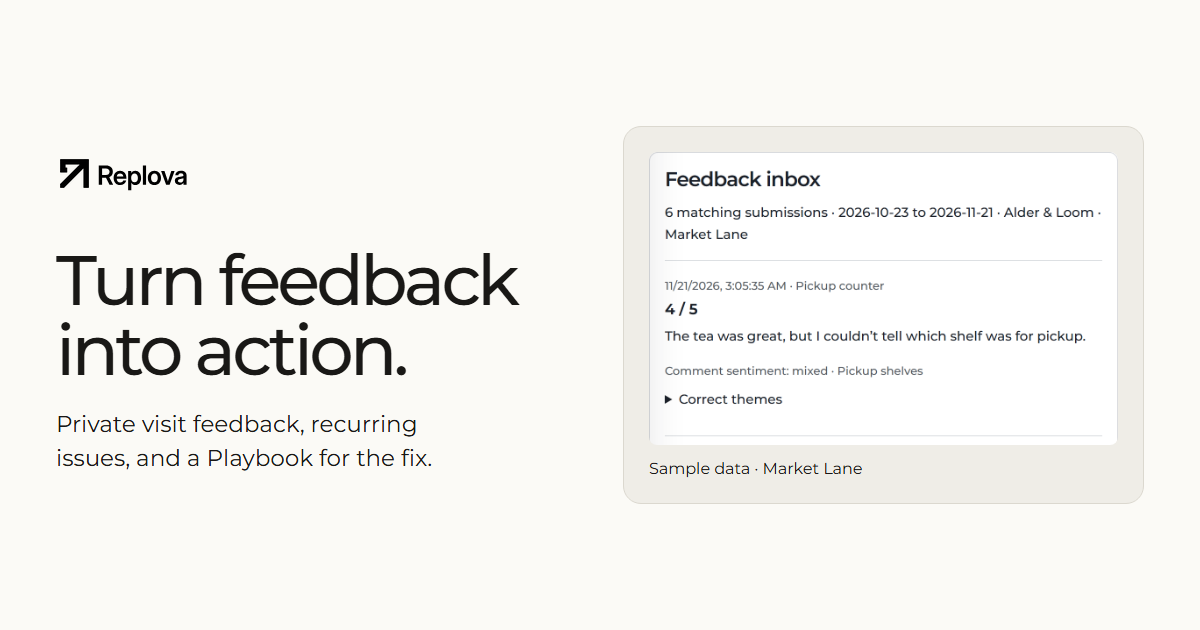 Replova
Turn feedback
into action.
Private visit feedback, recurring
issues, and a Playbook for the fix.
Feedback inbox
6 matching submissions · 2026-10-23 to 2026-11-21 · Alder & Loom ·
Market Lane
11/21/2026, 3:05:35 AM · Pickup counter
4 / 5
The tea was great, but I couldn’t tell which shelf was for pickup.
Comment sentiment: mixed · Pickup shelves
Correct themes
Sample data · Market Lane